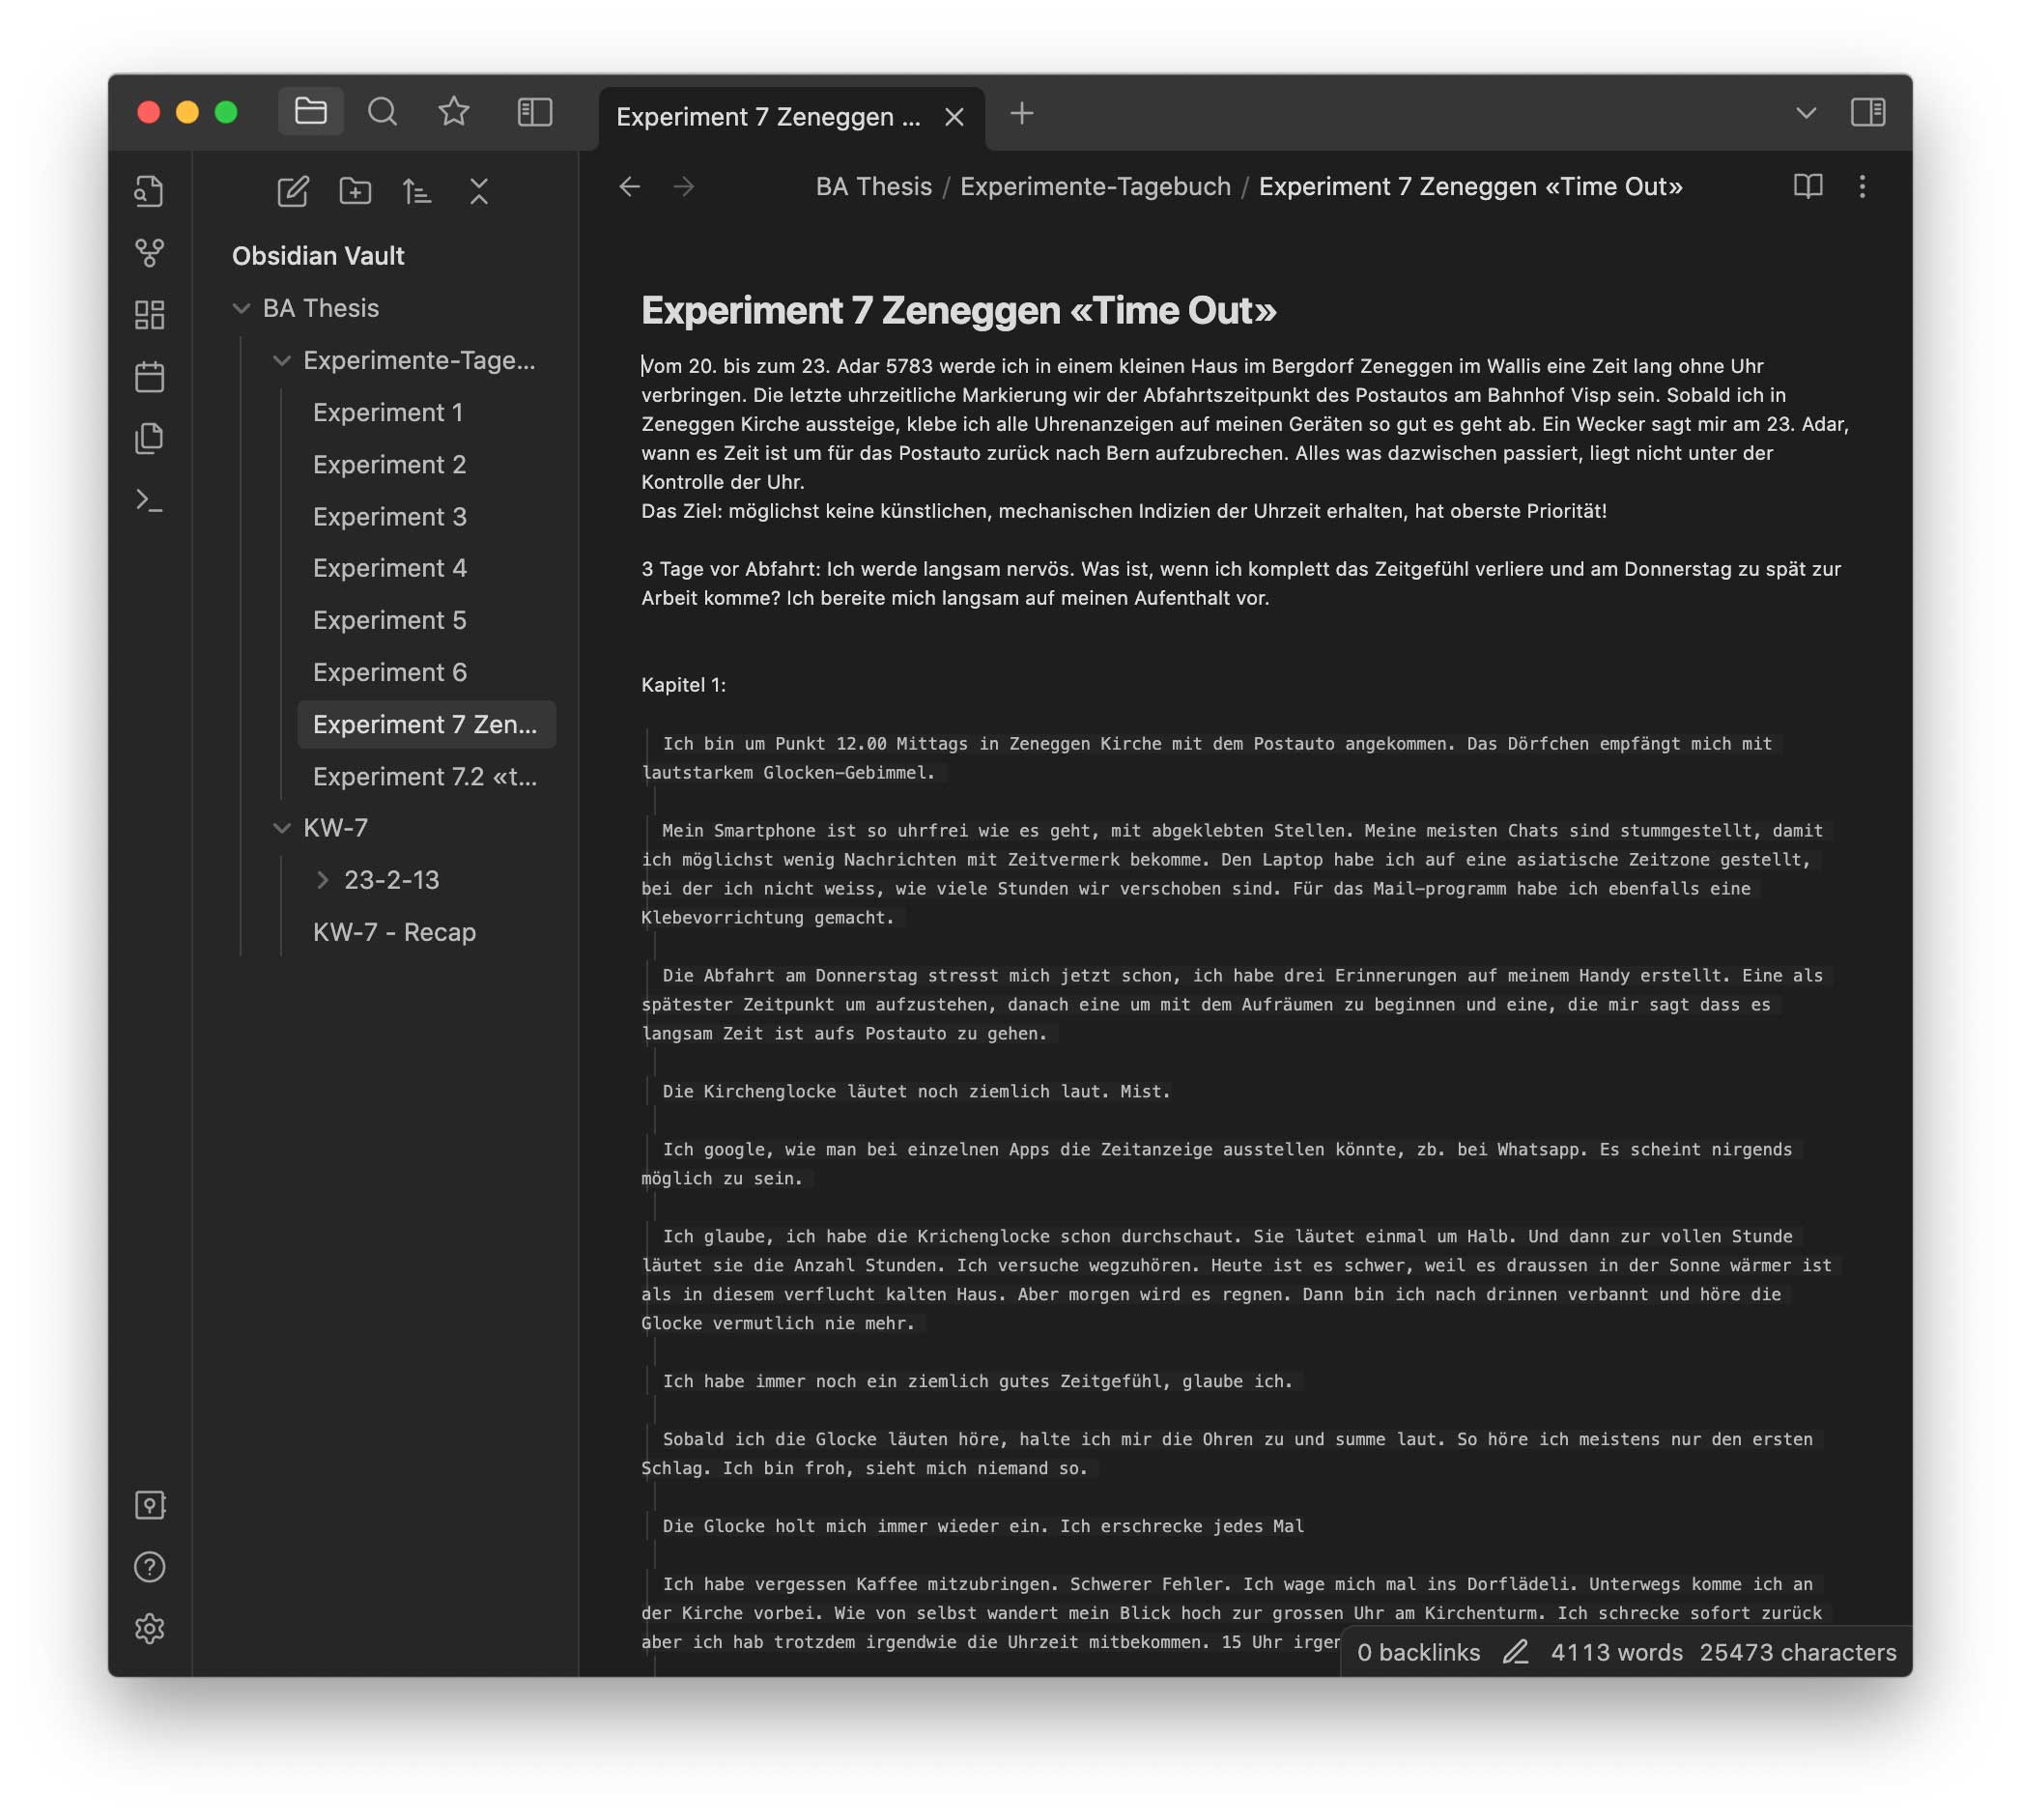 Experiment 7 Zeneggen ...
BA Thesis / Experimente-Tagebuch / Experiment 7 Zeneggen «Time Out»
Obsidian Vault
BA Thesis
Experimente-Tage...
Experiment 1
Experiment 2
Experiment 3
Experiment 4
Experiment 5
Experiment 6
Experiment 7 Zen...
Experiment 7.2 «t...
KW-7
23-2-13
KW-7 - Recap
Experiment 7 Zeneggen «Time Out»
Vom 20. bis zum 23. Adar 5783 werde ich in einem kleinen Haus im Bergdorf Zeneggen im Wallis eine Zeit lang ohne Uhr
verbringen. Die letzte uhrzeitliche Markierung wir der Abfahrtszeitpunkt des Postautos am Bahnhof Visp sein. Sobald ich in
Zeneggen Kirche aussteige, klebe ich alle Uhrenanzeigen auf meinen Geräten so gut es geht ab. Ein Wecker sagt mir am 23. Adar,
wann es Zeit ist um für das Postauto zurück nach Bern aufzubrechen. Alles was dazwischen passiert, liegt nicht unter der
Kontrolle der Uhr.
Das Ziel: möglichst keine künstlichen, mechanischen Indizien der Uhrzeit erhalten, hat oberste Priorität!
3 Tage vor Abfahrt: Ich werde langsam nervös. Was ist, wenn ich komplett das Zeitgefühl verliere und am Donnerstag zu spät zur
Arbeit komme? Ich bereite mich langsam auf meinen Aufenthalt vor.
Kapitel 1:
Ich bin um Punkt 12.00 Mittags in Zeneggen Kirche mit dem Postauto angekommen. Das Dörfchen empfängt mich mit
lautstarkem Glocken-Gebimmel.
Mein Smartphone ist so uhrfrei wie es geht, mit abgeklebten Stellen. Meine meisten Chats sind stummgestellt, damit
ich möglichst wenig Nachrichten mit Zeitvermerk bekomme. Den Laptop habe ich auf eine asiatische Zeitzone gestellt,
bei der ich nicht weiss, wie viele Stunden wir verschoben sind. Für das Mail-programm habe ich ebenfalls eine
Klebevorrichtung gemacht.
Die Abfahrt am Donnerstag stresst mich jetzt schon, ich habe drei Erinnerungen auf meinem Handy erstellt. Eine als
spätester Zeitpunkt um aufzustehen, danach eine um mit dem Aufräumen zu beginnen und eine, die mir sagt dass es
langsam Zeit ist aufs Postauto zu gehen.
Die Kirchenglocke läutet noch ziemlich laut. Mist.
Ich google, wie man bei einzelnen Apps die Zeitanzeige ausstellen könnte, zb. bei Whatsapp. Es scheint nirgends
möglich zu sein.
Ich glaube, ich habe die Krichenglocke schon durchschaut. Sie läutet einmal um Halb. Und dann zur vollen Stunde
läutet sie die Anzahl Stunden. Ich versuche wegzuhören. Heute ist es schwer, weil es draussen in der Sonne wärmer ist
als in diesem verflucht kalten Haus. Aber morgen wird es regnen. Dann bin ich nach drinnen verbannt und höre die
Glocke vermutlich nie mehr.
Ich habe immer noch ein ziemlich gutes Zeitgefühl, glaube ich.
Sobald ich die Glocke läuten höre, halte ich mir die Ohren zu und summe laut. So höre ich meistens nur den ersten
Schlag. Ich bin froh, sieht mich niemand so.
Die Glocke holt mich immer wieder ein. Ich erschrecke jedes Mal
Ich habe vergessen Kaffee mitzubringen. Schwerer Fehler. Ich wage mich mal ins Dorflädeli. Unterwegs komme ich an
der Kirche vorbei. Wie von selbst wandert mein Blick hoch zur grossen Uhr am Kirchenturm. Ich schrecke sofort zurück
aber ich hab trotzdem irgendwie die Uhrzeit mitbekommen. 15 Uhr
0 backlinks 4113 words 25473 characters